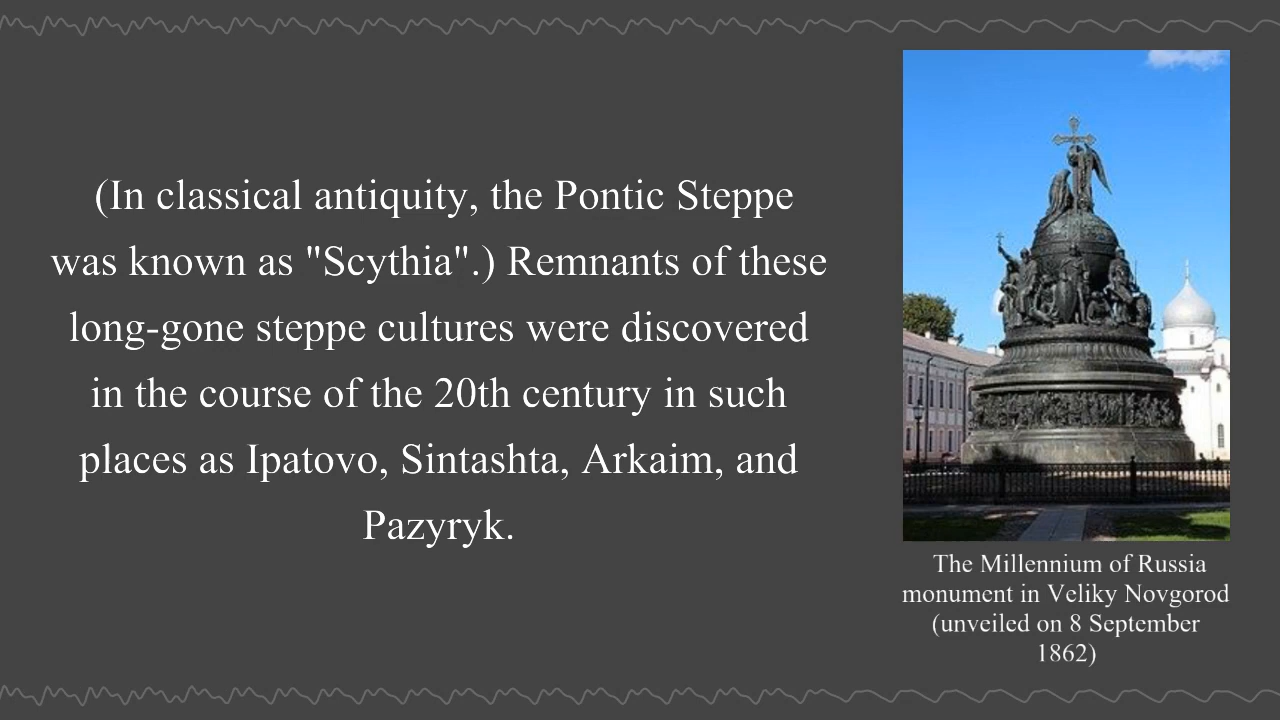 (In classical antiquity, the Pontic Steppe
was known as "Scythia".) Remnants of these
long-gone steppe cultures were discovered
in the course of the 20th century in such
places as Ipatovo, Sintashta, Arkaim, and
Pazyryk.
The Millennium of Russia
monument in Veliky Novgorod
(unveiled on 8 September
1862)